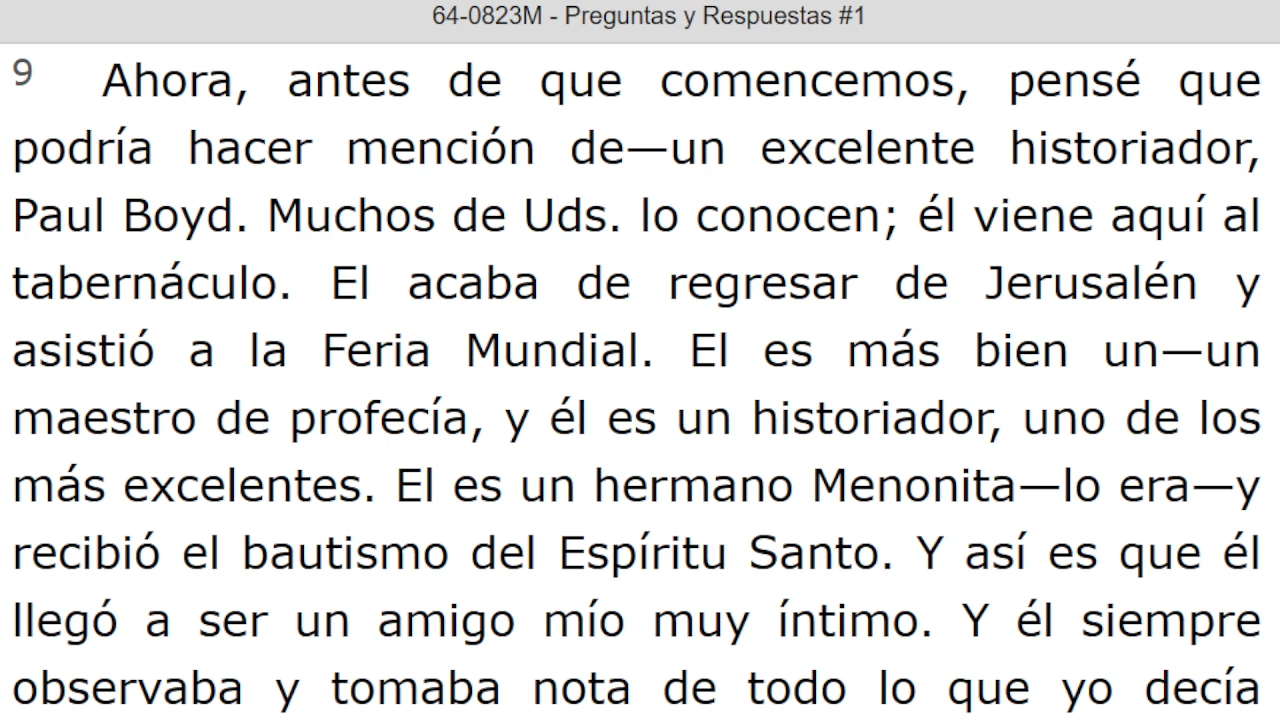 64-0823M - Preguntas y Respuestas #1
9 Ahora, antes de que comencemos, pensé que
podría hacer mención de—un excelente historiador,
Paul Boyd. Muchos de Uds. lo conocen; él viene aquí al
tabernáculo. El acaba de regresar de Jerusalén y
asistió a la Feria Mundial. El es más bien un—un
maestro de profecía, y él es un historiador, uno de los
más excelentes. El es un hermano Menonita—lo era—y
recibió el bautismo del Espíritu Santo. Y así es que él
llegó a ser un amigo mío muy íntimo. Y él siempre
observaba y tomaba nota de todo lo que yo decía